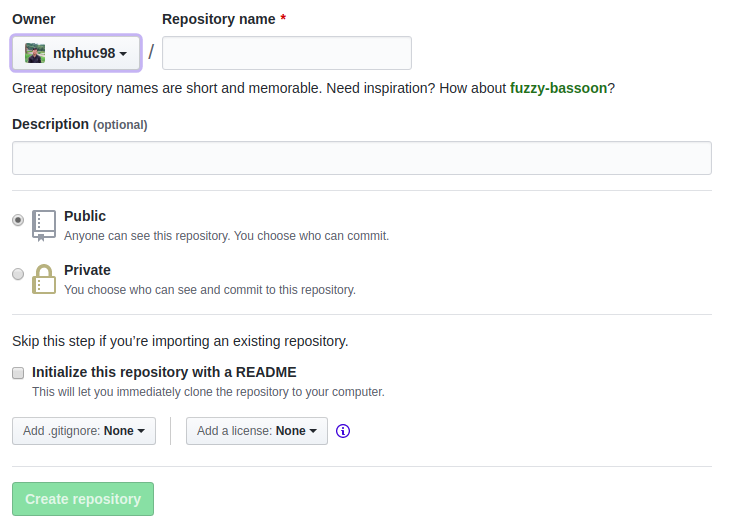 Owner Repository name *
ntphuc98 /
Great repository names are short and memorable. Need inspiration? How about fuzzy-bassoon?
Description (optional)
Public
Anyone can see this repository. You choose who can commit.
Private
You choose who can see and commit to this repository.
Skip this step if you’re importing an existing repository.
Initialize this repository with a README
This will let you immediately clone the repository to your computer.
Add .gitignore: None Add a license: None
Create repository